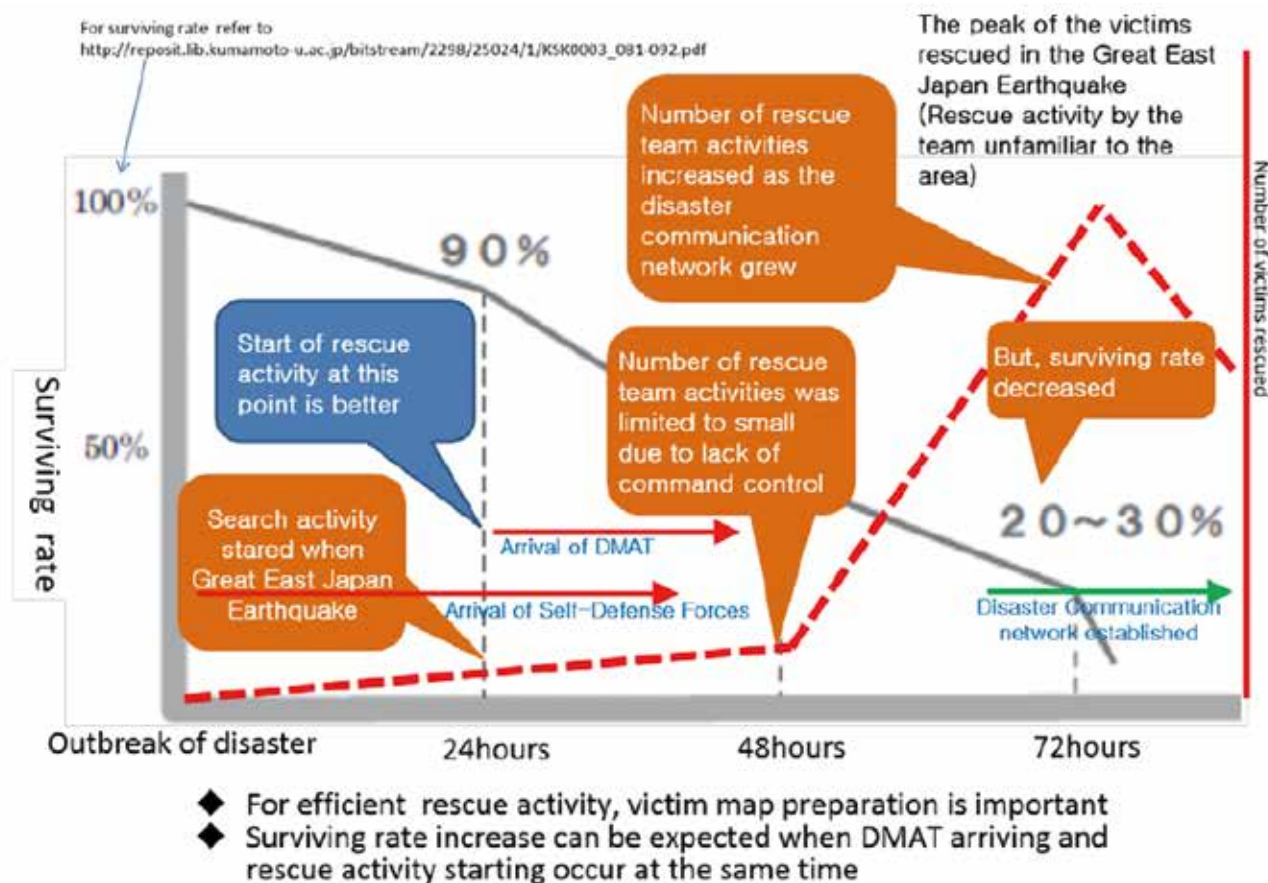 For surviving rate refer to
http://reposit.lib.kumamoto-u.ac.jp/bitstream/2298/25024/1/KSK0003_081-092.pdf
The peak of the victims
rescued in the Great East
Japan Earthquake
(Rescue activity by the
team unfamiliar to the
area)
Number of rescue
team activities
increased as the
disaster
communication
network grew
100%
90%
Start of rescue
activity at this
point is better
Number of rescue
team activities was
limited to small
due to lack of
command control
But, surviving rate
decreased
Number of victims rescued
Surviving rate
50%
Search activity
stared when
Great East Japan
Earthquake
20~30%
Arrival of DMAT
Arrival of Self-Defense Forces
Disaster Communication
network established
Outbreak of disaster
24hours
48hours
72hours
◆ For efficient rescue activity, victim map preparation is important
◆ Surviving rate increase can be expected when DMAT arriving and
rescue activity starting occur at the same time